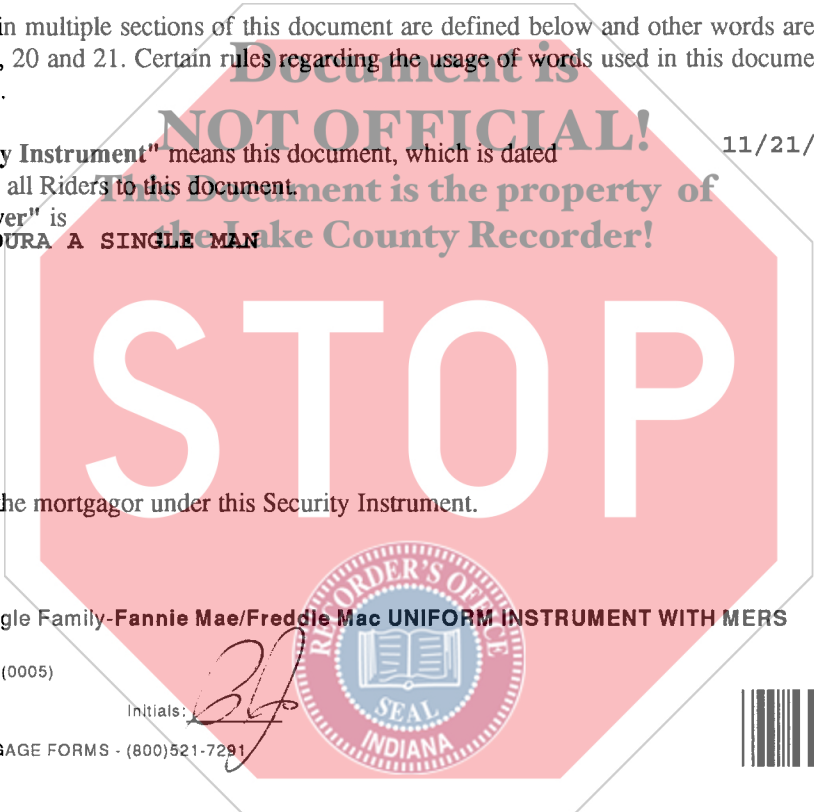 in multiple sections of this document are defined below and other words are
, 20 and 21. Certain rules regarding the usage of words used in this docume
.
Document is
NOT OFFICIAL!
This Document is the property of
the Lake County Recorder!
y Instrument" means this document, which is dated 11/21/
all Riders to this document.
er" is
OURA A SINGLE MAN
STOP
he mortgagor under this Security Instrument.
RECORDER'S OFFICE
SEAL
INDIANA
gle Family-Fannie Mae/Freddie Mac UNIFORM INSTRUMENT WITH MERS
(0005)
Initials:
GAGE FORMS - (800)521-7291